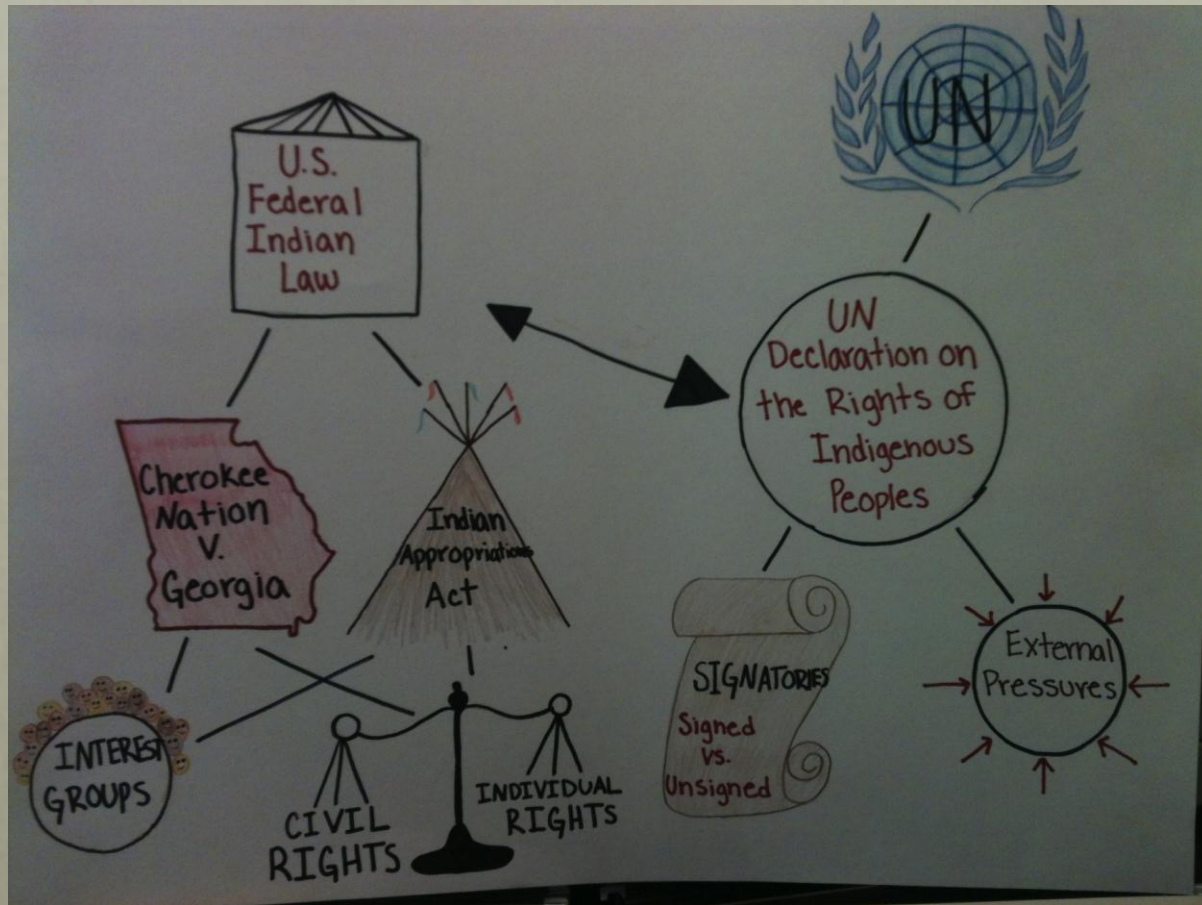 UN
U.S.
Federal
Indian
Law
UN
Declaration on
the Rights of
Indigenous
Peoples
Cherokee
Nation
V.
Georgia
Indian
Appropriations
Act
SIGNATORIES
Signed
vs.
Unsigned
External
Pressures
INTEREST
GROUPS
CIVIL
RIGHTS
INDIVIDUAL
RIGHTS